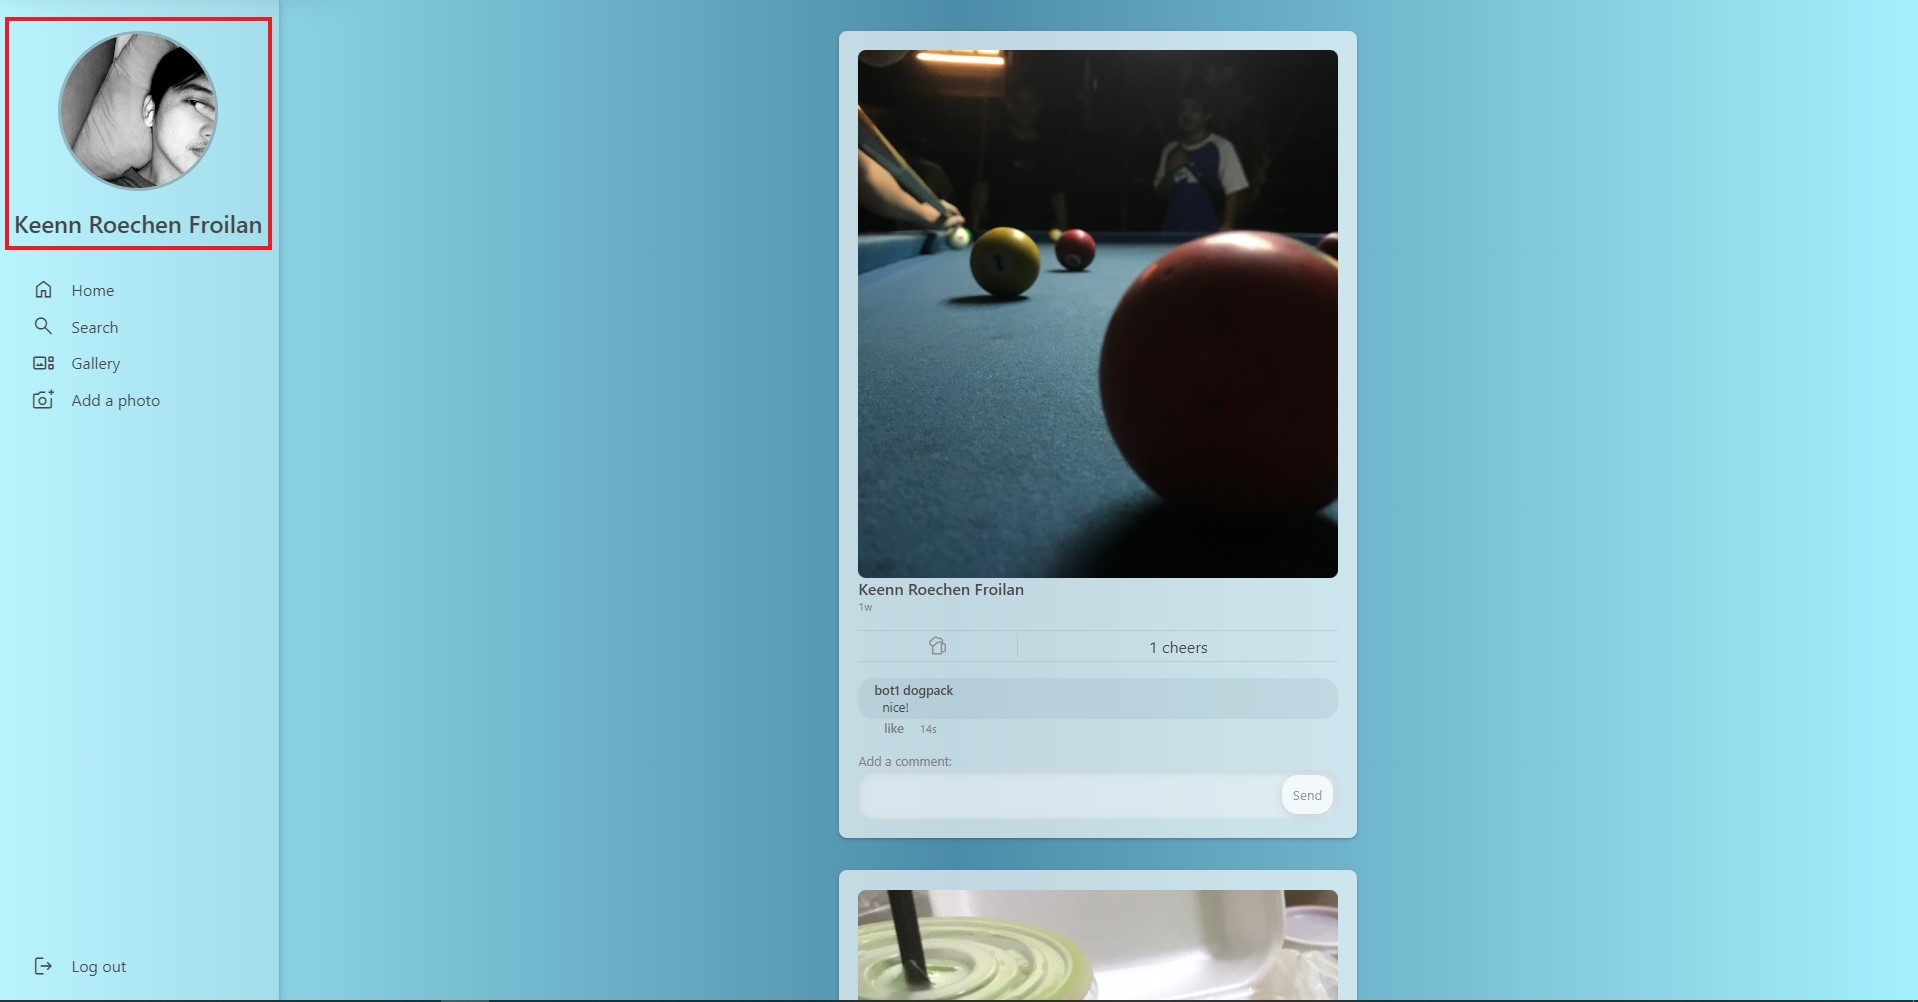 Keenn Roechen Froilan
Home
Search
Gallery
Add a photo
Log out
Keenn Roechen Froilan
1w
1 cheers
bot1 dogpack
nice!
like 14s
Add a comment:
Send